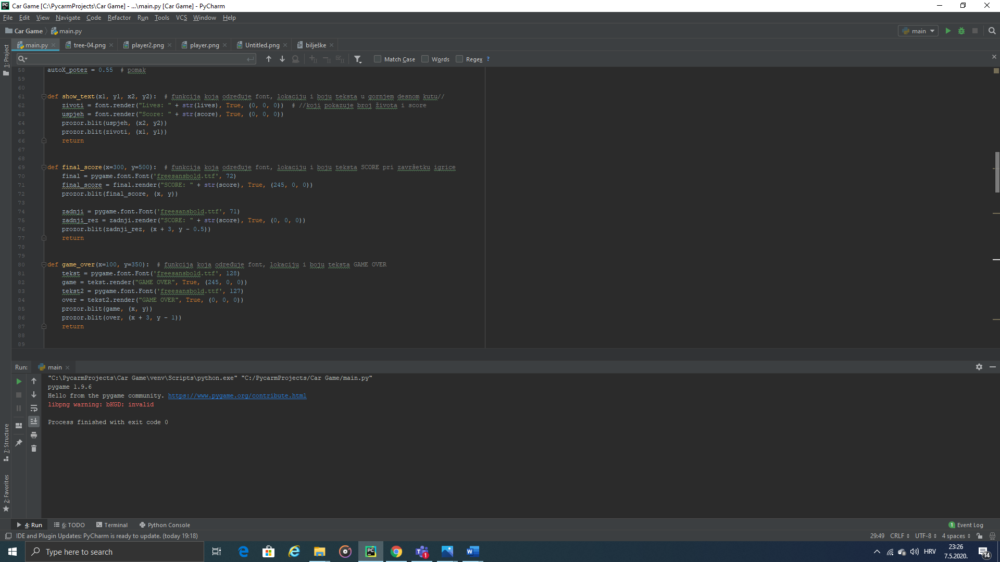 Car Game [C:\PycarmProjects\Car Game] - ...\main.py [Car Game] - PyCharm
File Edit View Navigate Code Refactor Run Tools VCS Window Help
Car Game main.py main
main.py tree-04.png player2.png player.png Untitled.png bilješke
Match Case Words Regex ?
58 autoX_potez = 0.55  # pomak
59
60
61 def show_text(x1, y1, x2, y2):  # funkcija koja određuje font, lokaciju i boju teksta u gornjem desnom kutu//
62     zivoti = font.render("Lives: " + str(lives), True, (0, 0, 0))  # //koji pokazuje broj života i score
63     uspjeh = font.render("Score: " + str(score), True, (0, 0, 0))
64     prozor.blit(uspjeh, (x2, y2))
65     prozor.blit(zivoti, (x1, y1))
66     return
67
68
69 def final_score(x=300, y=500):  # funkcija koja određuje font, lokaciju i boju teksta SCORE pri završetku igrice
70     final = pygame.font.Font('freesansbold.ttf', 72)
71     final_score = final.render("SCORE: " + str(score), True, (245, 0, 0))
72     prozor.blit(final_score, (x, y))
73
74     zadnji = pygame.font.Font('freesansbold.ttf', 71)
75     zadnji_rez = zadnji.render("SCORE: " + str(score), True, (0, 0, 0))
76     prozor.blit(zadnji_rez, (x + 3, y - 0.5))
77     return
78
79
80 def game_over(x=100, y=350):  # funkcija koja određuje font, lokaciju i boju teksta GAME OVER
81     tekst = pygame.font.Font('freesansbold.ttf', 128)
82     game = tekst.render("GAME OVER", True, (245, 0, 0))
83     tekst2 = pygame.font.Font('freesansbold.ttf', 127)
84     over = tekst2.render("GAME OVER", True, (0, 0, 0))
85     prozor.blit(game, (x, y))
86     prozor.blit(over, (x + 3, y - 1))
87     return
88
89
1: Project
7: Structure
2: Favorites
Run: main
"C:\PycarmProjects\Car Game\venv\Scripts\python.exe" "C:/PycarmProjects/Car Game/main.py"
pygame 1.9.6
Hello from the pygame community. https://www.pygame.org/contribute.html
libpng warning: bKGD: invalid
Process finished with exit code 0
4: Run 6: TODO Terminal Python Console 1 Event Log
IDE and Plugin Updates: PyCharm is ready to update. (today 19:18) 29:49 CRLF UTF-8 4 spaces
Type here to search HRV 23:26
7.5.2020. 14